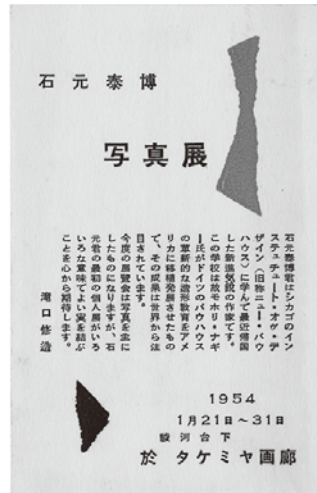 石元泰博
写真展
石元泰博君はシカゴのイン
ステュテュート・オヴ・デ
ザイン（旧称ニュー・バウ
ハウス）に学んで最近帰国
した新進気鋭の作家です。
この学校は故モホリ・ナギ
ー氏がドイツのバウハウス
の革新的な造形教育をアメ
リカに移植発展させたもの
で、その成果は世界から注
目されています。
今度の展覧会は写真を主に
したものになりますが、石
元君の最初の個人展がいろ
いろな意味でよい実を結ぶ
ことを心から期待します。
滝口修造
1954
1月21日〜31日
駿河台下
於 タケミヤ画廊